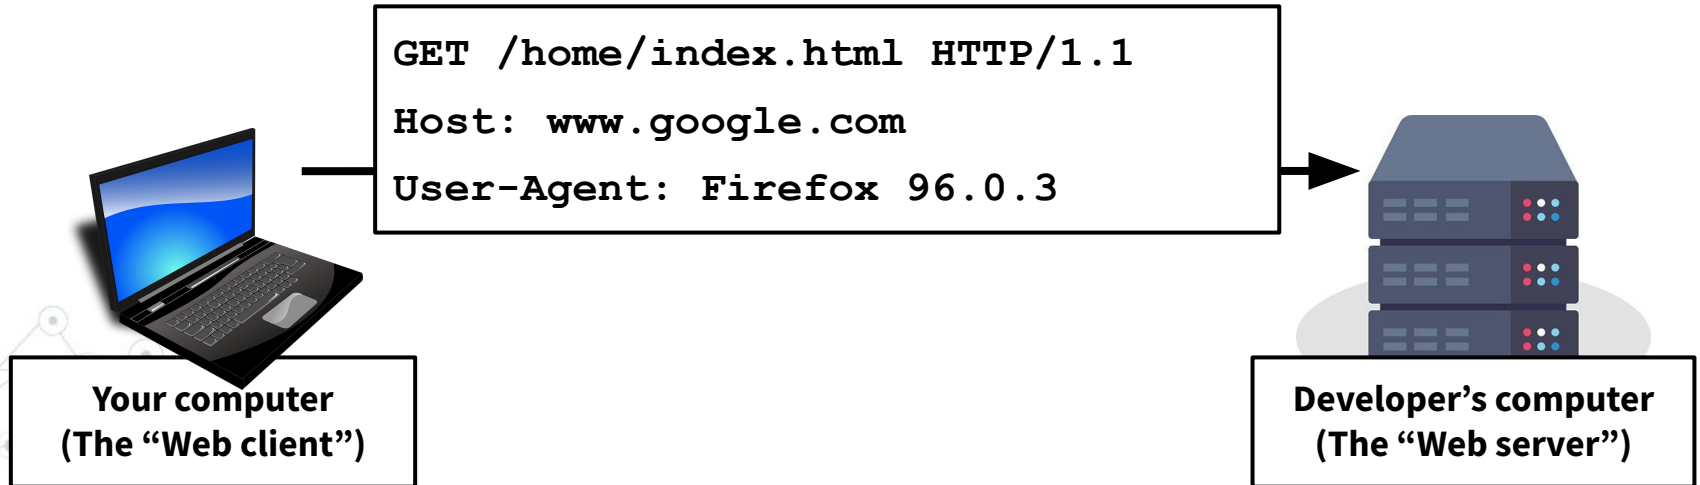 GET /home/index.html HTTP/1.1
Host: www.google.com
User-Agent: Firefox 96.0.3
Your computer
(The “Web client”)
Developer’s computer
(The “Web server”)